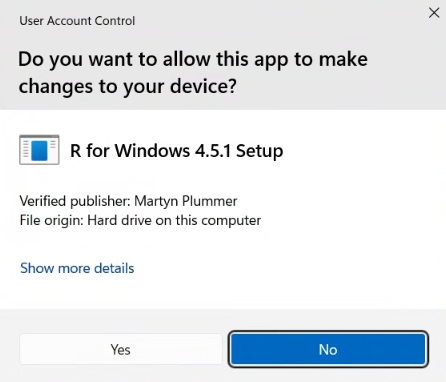 User Account Control
Do you want to allow this app to make
changes to your device?
R for Windows 4.5.1 Setup
Verified publisher: Martyn Plummer
File origin: Hard drive on this computer
Show more details
Yes
No